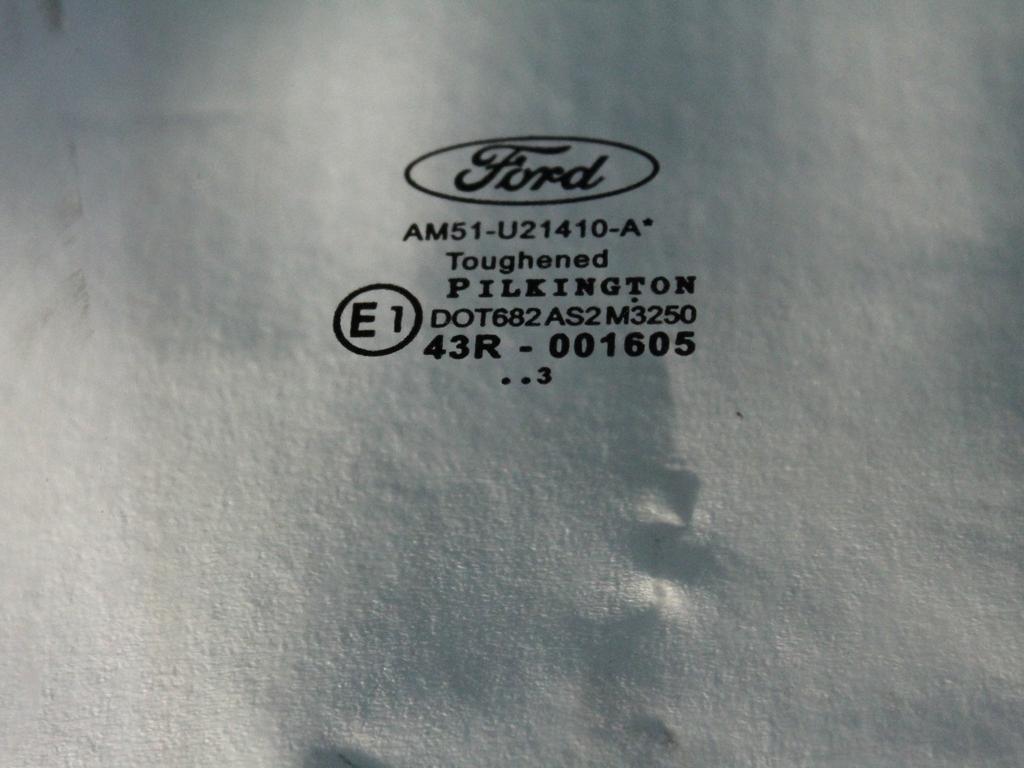 Ford
AM51-U21410-A*
Toughened
PILKINGTON
E1 DOT682 AS2 M3250
43R - 001605
..3